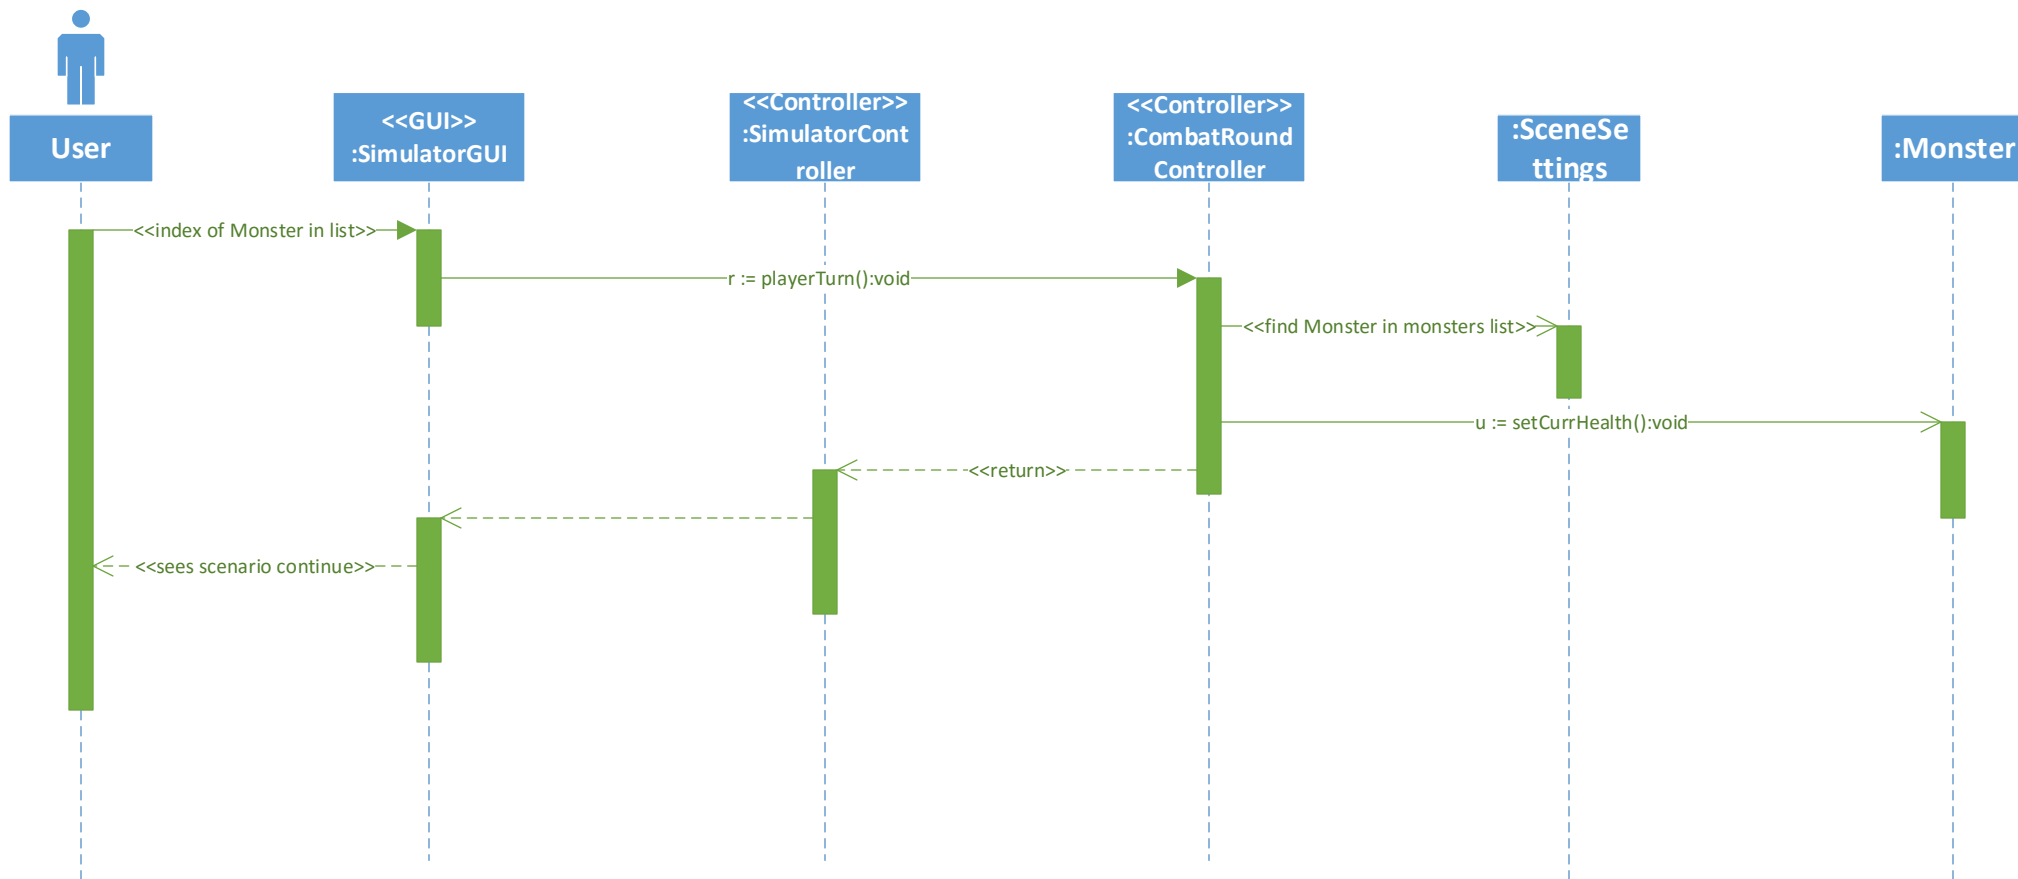 User
<<GUI>>
:SimulatorGUI
<<Controller>>
:SimulatorCont
roller
<<Controller>>
:CombatRound
Controller
:SceneSe
ttings
:Monster
<<index of Monster in list>>
r := playerTurn():void
<<find Monster in monsters list>>
u := setCurrHealth():void
<<return>>
<<sees scenario continue>>